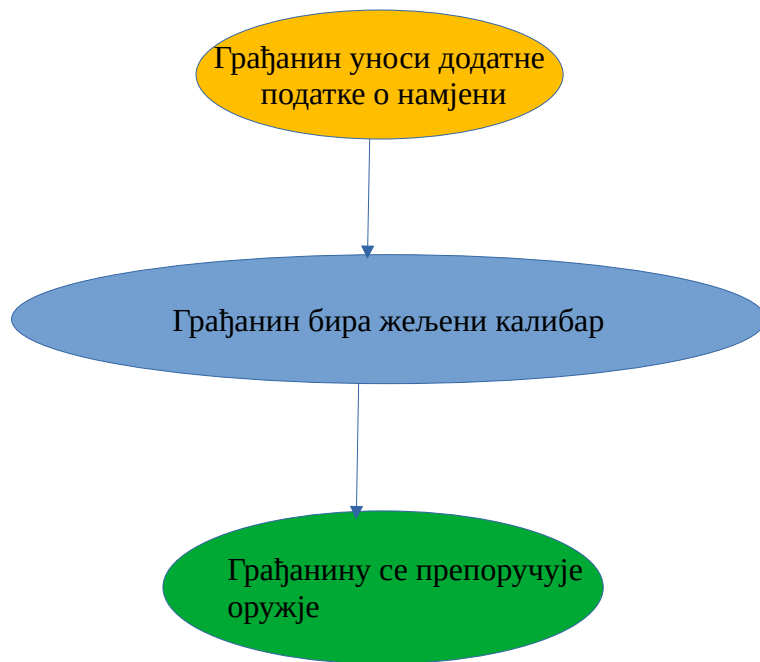 Грађанин уноси додатне
податке о намјени
Грађанин бира жељени калибар
Грађанину се препоручује
оружје